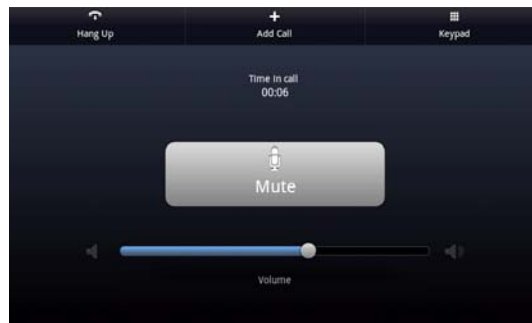 Hang Up
Add Call
Keypad
Time in call
00:06
Mute
Volume